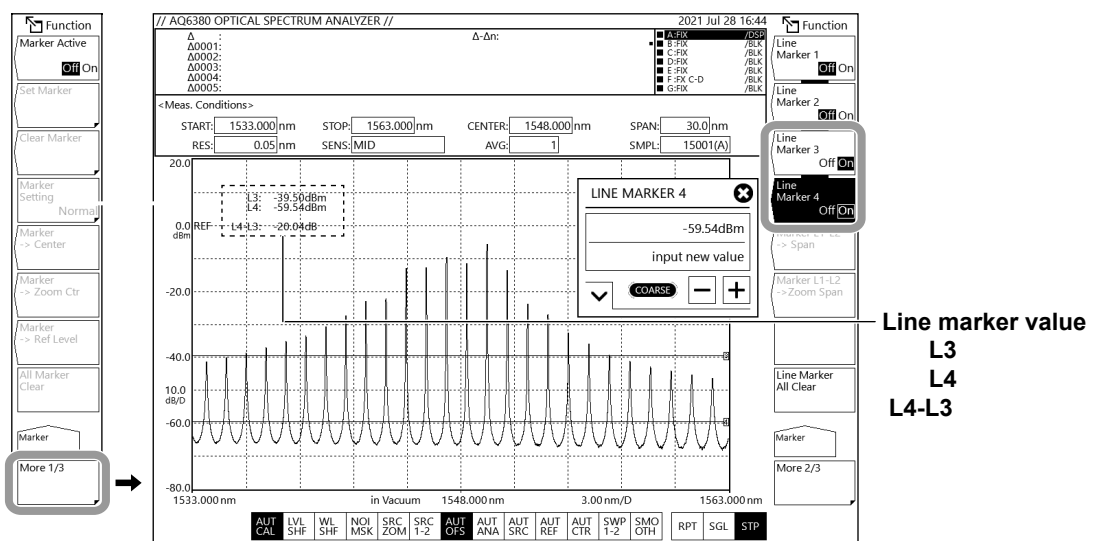 Function
Marker Active
Off On
Set Marker
Clear Marker
Marker
Setting
Normal
Marker
-> Center
Marker
-> Zoom Ctr
Marker
-> Ref Level
All Marker
Clear
Marker
More 1/3
// AQ6380 OPTICAL SPECTRUM ANALYZER // 2021 Jul 28 16:44
Δ : Δ-Δn:
Δ0001:
Δ0002:
Δ0003:
Δ0004:
Δ0005:
A:FIX /DSP
B:FIX /BLK
C:FIX /BLK
D:FIX /BLK
E:FIX /BLK
F:FIX C-D /BLK
G:FIX /BLK
<Meas. Conditions>
START: 1533.000 nm STOP: 1563.000 nm CENTER: 1548.000 nm SPAN: 30.0 nm
RES: 0.05 nm SENS: MID AVG: 1 SMPL: 15001(A)
20.0
L3: -39.50dBm
L4: -59.54dBm
L4-L3: -20.04dB
0.0 REF
dBm
-20.0
-40.0
10.0
dB/D
-60.0
-80.0
3
4
LINE MARKER 4
-59.54dBm
input new value
COARSE
1533.000 nm in Vacuum 1548.000 nm 3.00 nm/D 1563.000 nm
AUT CAL LVL SHF WL SHF NOI MSK SRC ZOM SRC 1-2 AUT OFS AUT ANA AUT SRC AUT REF AUT CTR SWP 1-2 SMO OTH RPT SGL STP
Function
Line
Marker 1
Off On
Line
Marker 2
Off On
Line
Marker 3
Off On
Line
Marker 4
Off On
Marker L1-L2
-> Span
Marker L1-L2
->Zoom Span
Line Marker
All Clear
Marker
More 2/3
Line marker value
L3
L4
L4-L3